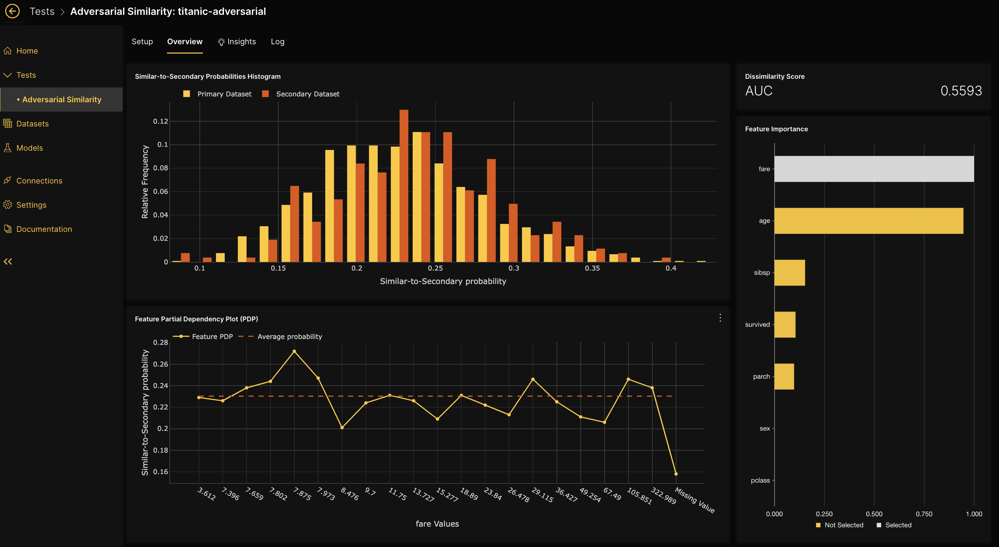 Tests > Adversarial Similarity: titanic-adversarial
Home
Tests
• Adversarial Similarity
Datasets
Models
Connections
Settings
Documentation
Setup Overview Insights Log
Similar-to-Secondary Probabilities Histogram
Primary Dataset Secondary Dataset
Relative Frequency
0.12
0.1
0.08
0.06
0.04
0.02
0
0.1 0.15 0.2 0.25 0.3 0.35 0.4
Similar-to-Secondary probability
Feature Partial Dependency Plot (PDP)
Feature PDP Average probability
Similar-to-Secondary probability
0.28
0.26
0.24
0.22
0.2
0.18
0.16
3.612 7.396 7.659 7.802 7.875 7.973 8.476 9.7 11.75 13.727 15.277 18.89 23.84 26.478 29.115 36.427 49.254 67.49 105.851 322.989 Missing Value
fare Values
Dissimilarity Score
AUC 0.5593
Feature Importance
fare
age
sibsp
survived
parch
sex
pclass
0.000 0.250 0.500 0.750 1.000
Not Selected Selected